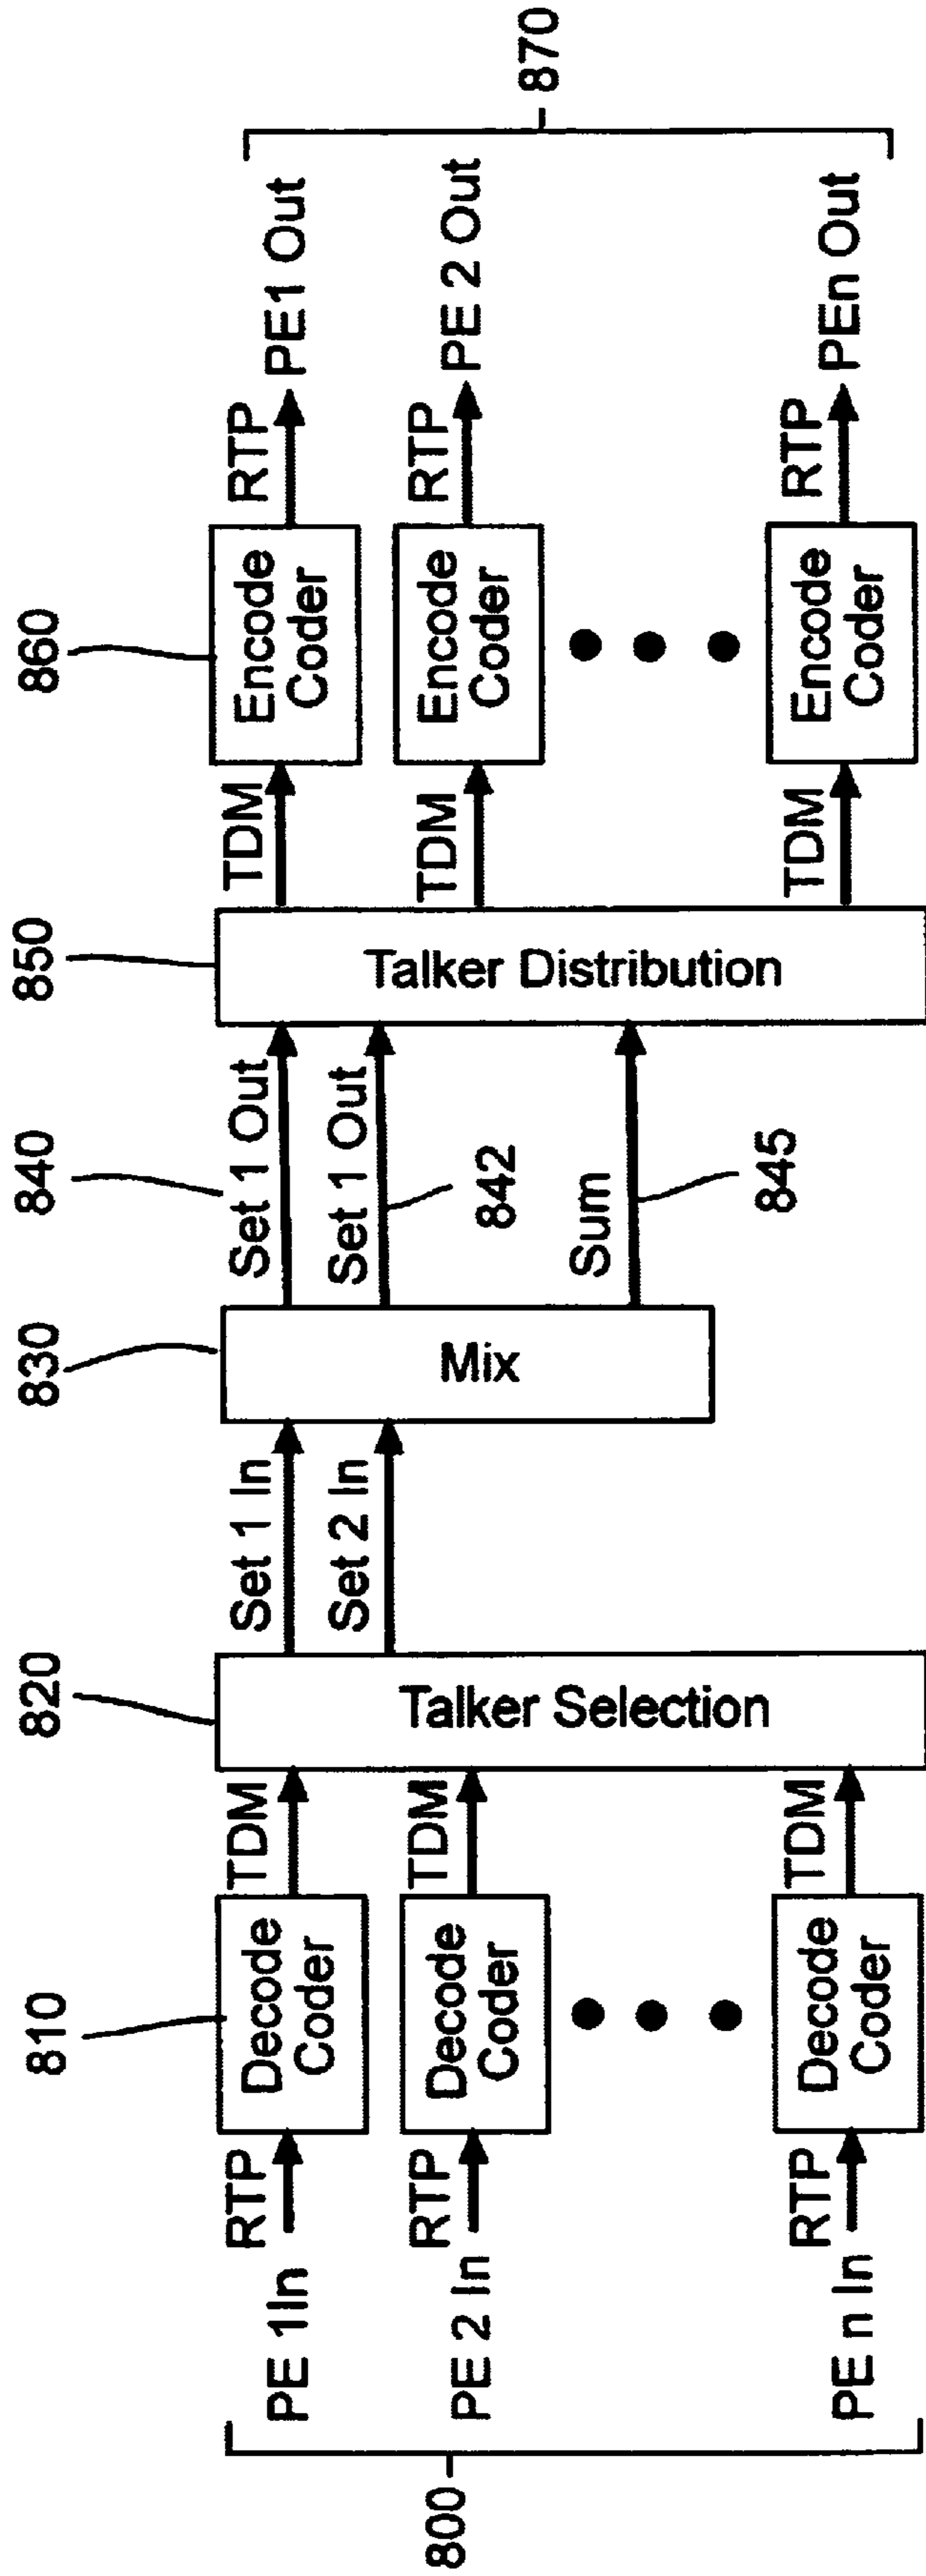 800
PE 1In
RTP
Decode
Coder
810
TDM
PE 2 In
RTP
Decode
Coder
TDM
PE n In
RTP
Decode
Coder
TDM
820
Talker Selection
Set 1 In
Set 2 In
830
Mix
840
Set 1 Out
Set 1 Out
842
Sum
845
850
Talker Distribution
TDM
860
Encode
Coder
RTP
PE1 Out
TDM
Encode
Coder
RTP
PE 2 Out
TDM
Encode
Coder
RTP
PEn Out
870